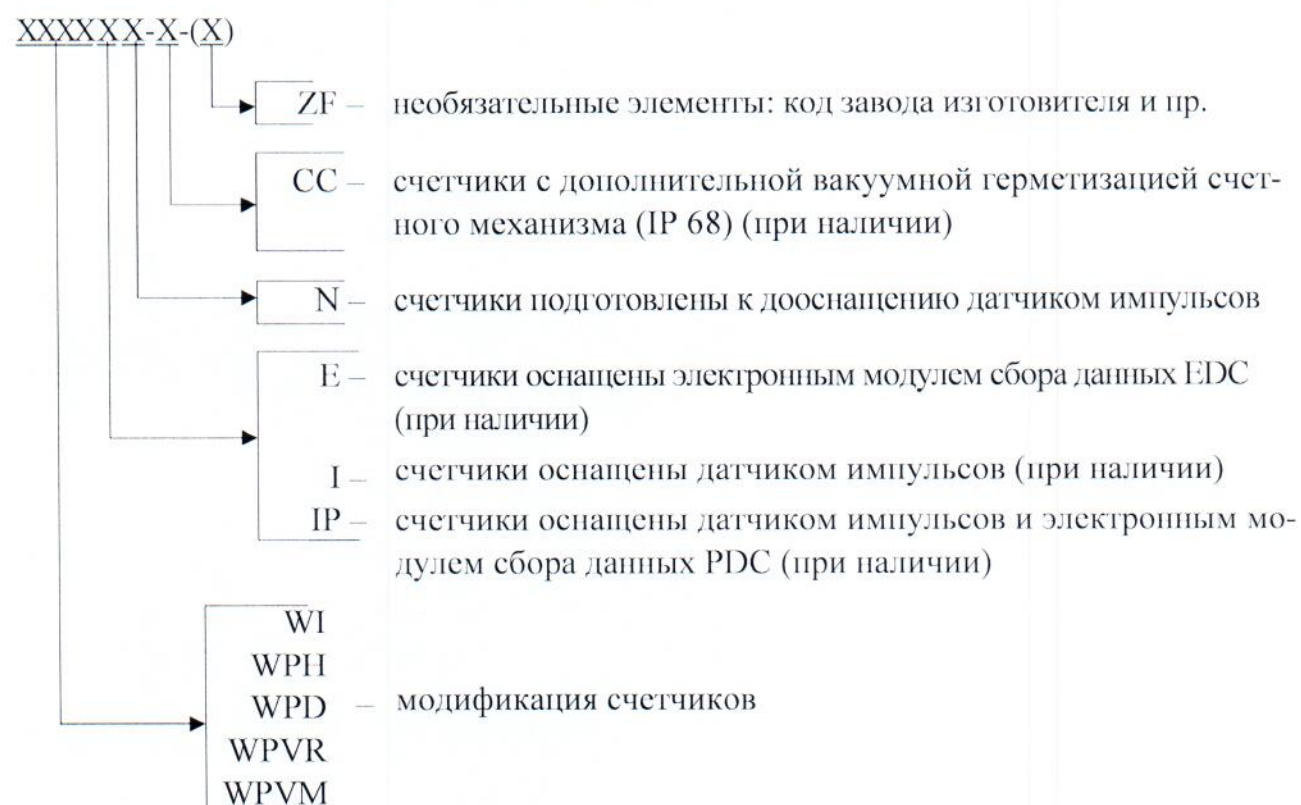 XXXXXX-X-(X)
ZF – необязательные элементы: код завода изготовителя и пр.
CC – счетчики с дополнительной вакуумной герметизацией счет-
ного механизма (IP 68) (при наличии)
N – счетчики подготовлены к дооснащению датчиком импульсов
E – счетчики оснащены электронным модулем сбора данных EDC
(при наличии)
I – счетчики оснащены датчиком импульсов (при наличии)
IP – счетчики оснащены датчиком импульсов и электронным мо-
дулем сбора данных PDC (при наличии)
WI
WPH
WPD – модификация счетчиков
WPVR
WPVM